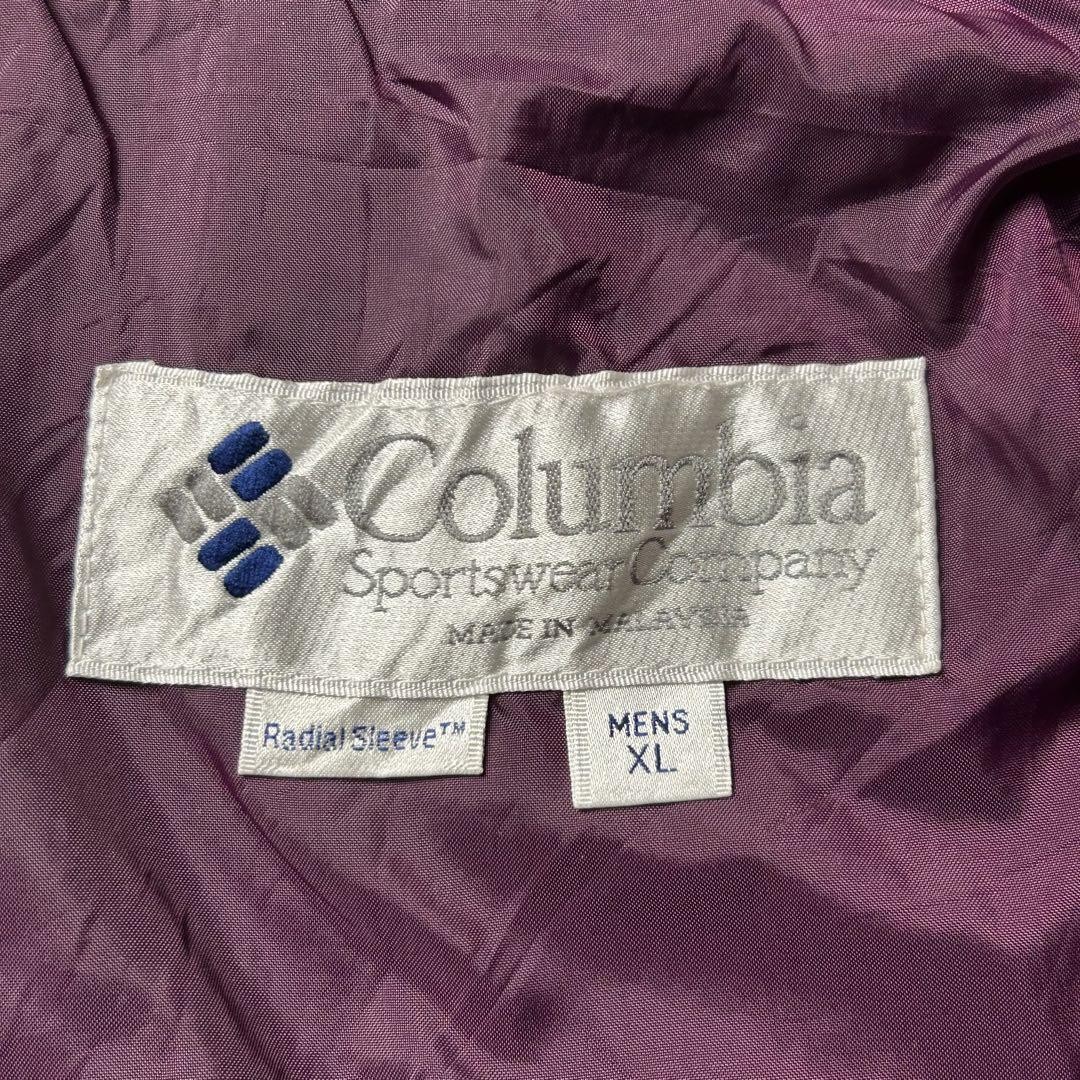 Columbia
Sportswear Company
MADE IN MALAYSIA
Radial Sleeve™
MENS
XL